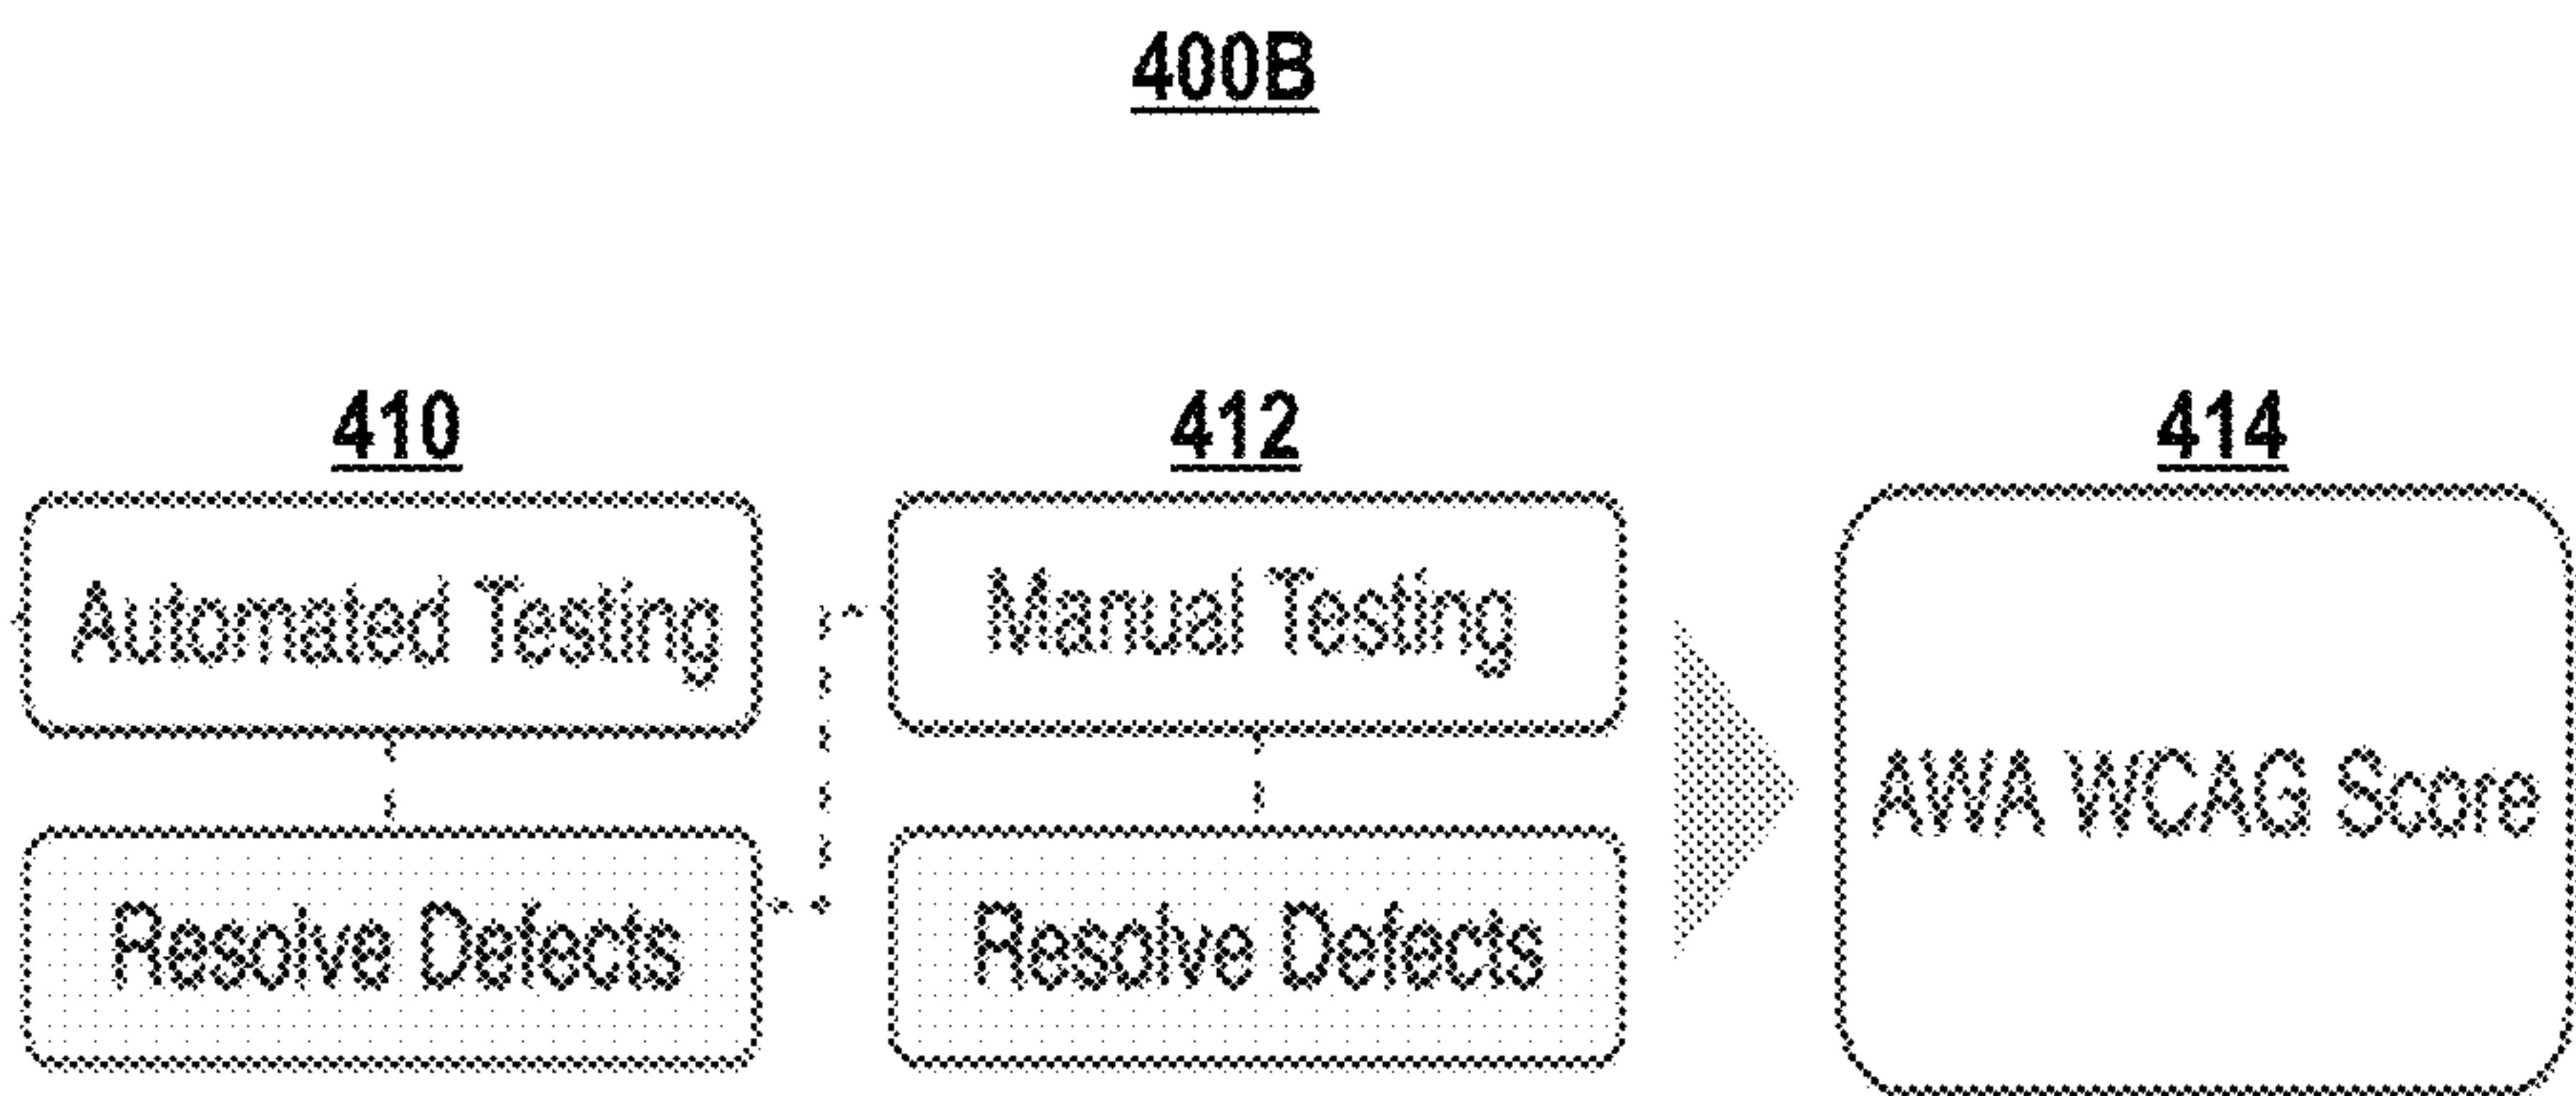 400B
410
412
414
Automated Testing
Manual Testing
AWA WCAG Score
Resolve Defects
Resolve Defects